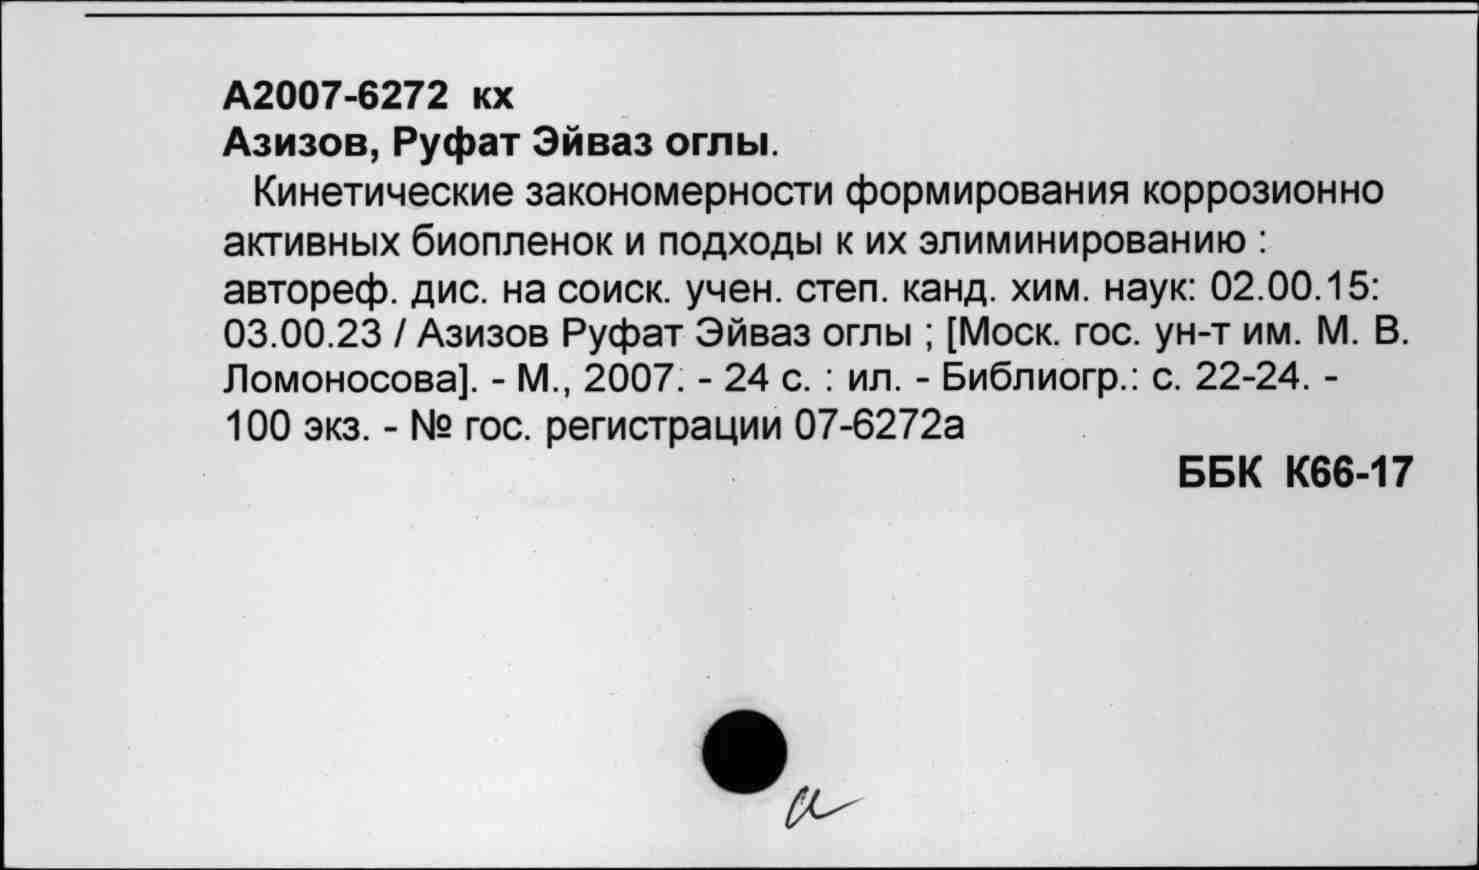 А2007-6272 кх
Азизов, Руфат Эйваз оглы.
Кинетические закономерности формирования коррозионно
активных биопленок и подходы к их элиминированию :
автореф. дис. на соиск. учен. степ. канд. хим. наук: 02.00.15:
03.00.23 / Азизов Руфат Эйваз оглы ; [Моск. гос. ун-т им. М. В.
Ломоносова]. - М., 2007. - 24 с. : ил. - Библиогр.: с. 22-24. -
100 экз. - № гос. регистрации 07-6272а
ББК К66-17
а